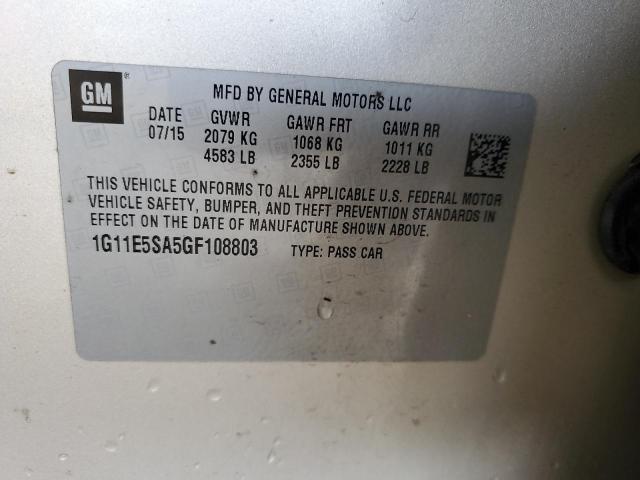 GM
MFD BY GENERAL MOTORS LLC
DATE GVWR GAWR FRT GAWR RR
07/15 2079 KG 1068 KG 1011 KG
4583 LB 2355 LB 2228 LB
THIS VEHICLE CONFORMS TO ALL APPLICABLE U.S. FEDERAL MOTOR
VEHICLE SAFETY, BUMPER, AND THEFT PREVENTION STANDARDS IN
EFFECT ON THE DATE OF MANUFACTURE SHOWN ABOVE.
1G11E5SA5GF108803 TYPE: PASS CAR